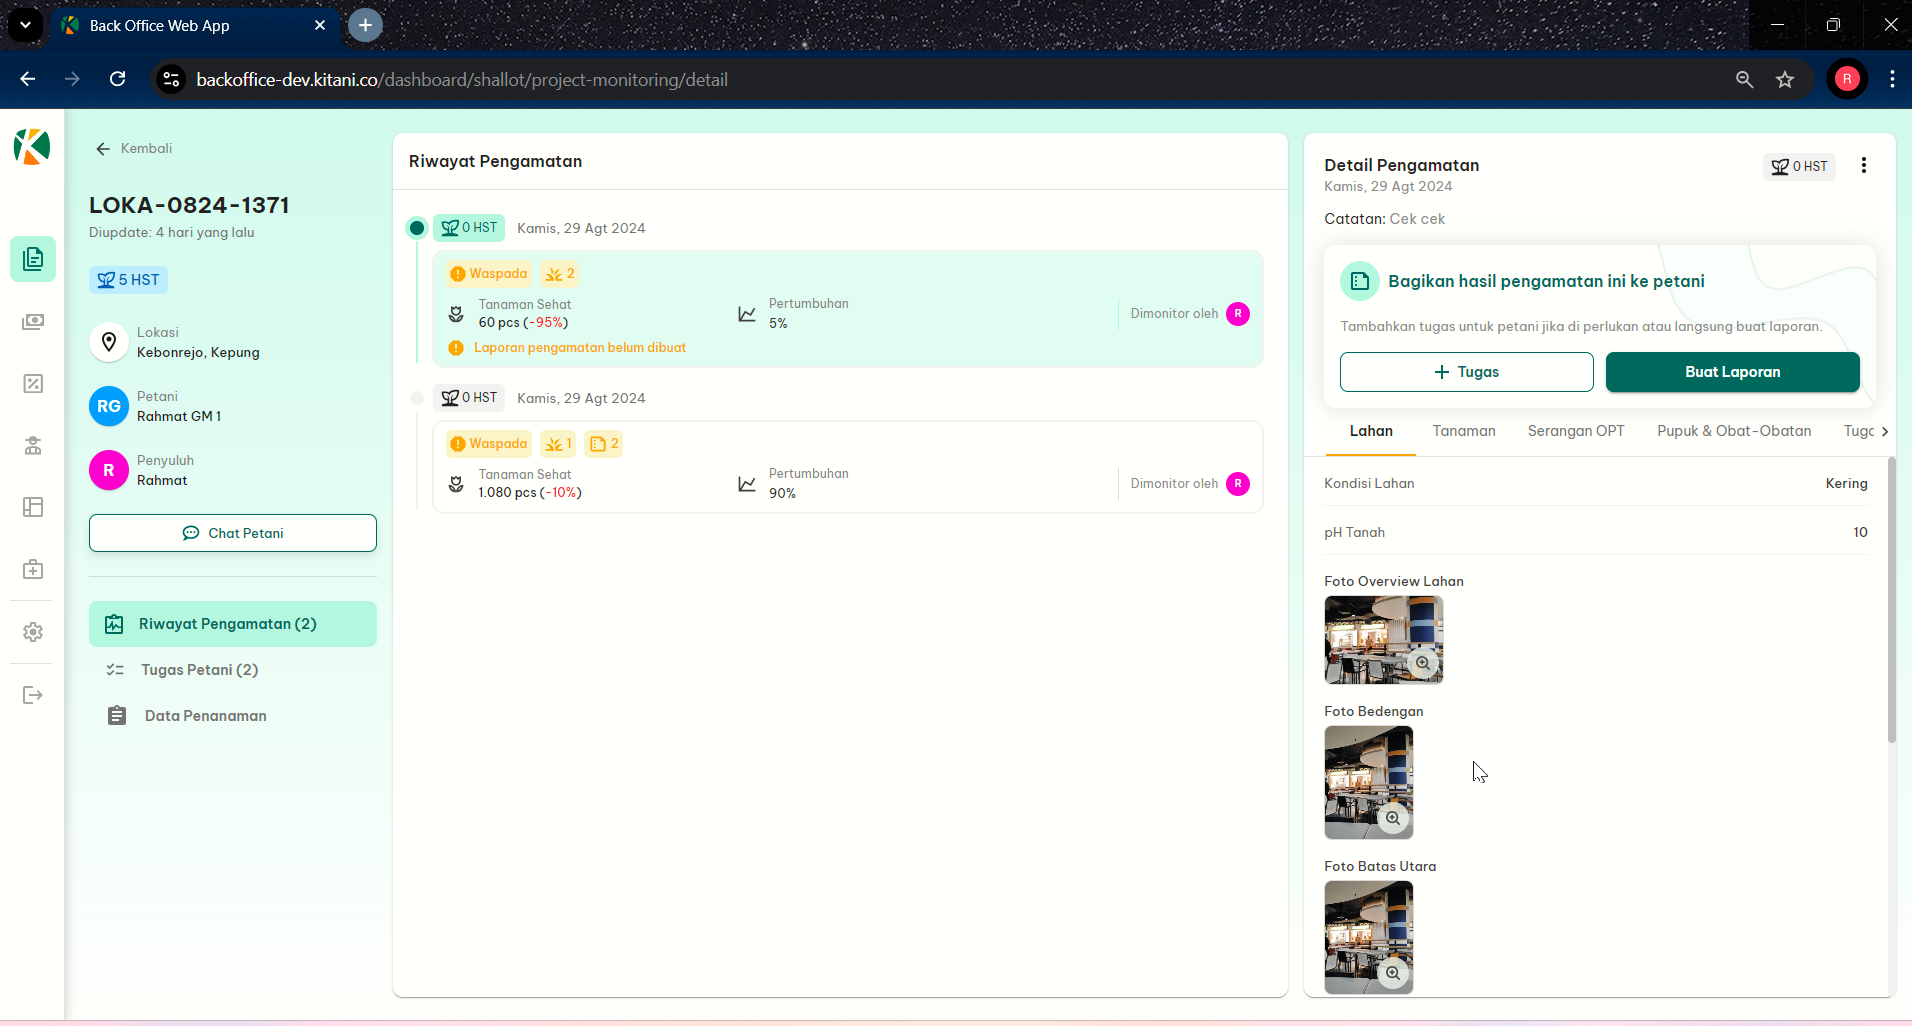 Back Office Web App
backoffice-dev.kitani.co/dashboard/shallot/project-monitoring/detail
R
Kembali
LOKA-0824-1371
Diupdate: 4 hari yang lalu
5 HST
Lokasi
Kebonrejo, Kepung
RG
Petani
Rahmat GM 1
R
Penyuluh
Rahmat
Chat Petani
Riwayat Pengamatan (2)
Tugas Petani (2)
Data Penanaman
Riwayat Pengamatan
0 HST Kamis, 29 Agt 2024
Waspada 2
Tanaman Sehat
60 pcs (-95%)
Pertumbuhan
5%
Dimonitor oleh R
Laporan pengamatan belum dibuat
0 HST Kamis, 29 Agt 2024
Waspada 1 2
Tanaman Sehat
1.080 pcs (-10%)
Pertumbuhan
90%
Dimonitor oleh R
Detail Pengamatan
Kamis, 29 Agt 2024
0 HST
Catatan: Cek cek
Bagikan hasil pengamatan ini ke petani
Tambahkan tugas untuk petani jika di perlukan atau langsung buat laporan.
+ Tugas
Buat Laporan
Lahan Tanaman Serangan OPT Pupuk & Obat-Obatan
Kondisi Lahan Kering
pH Tanah 10
Foto Overview Lahan
Foto Bedengan
Foto Batas Utara